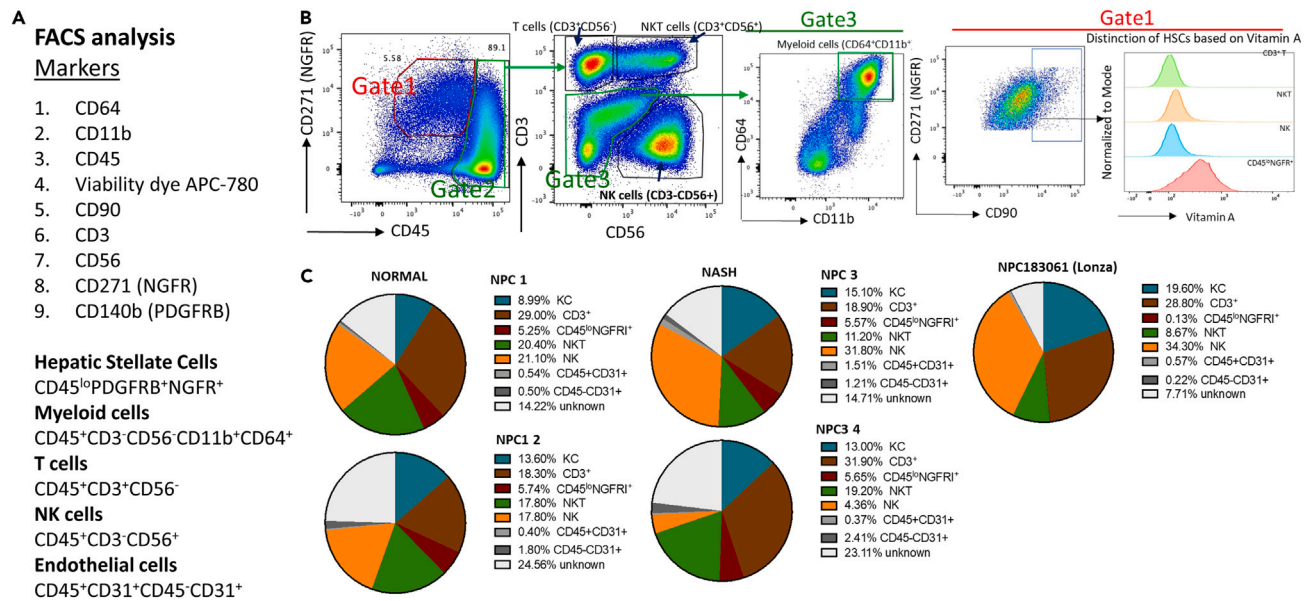 A
FACS analysis
Markers
1. CD64
2. CD11b
3. CD45
4. Viability dye APC-780
5. CD90
6. CD3
7. CD56
8. CD271 (NGFR)
9. CD140b (PDGFRB)
Hepatic Stellate Cells
CD45ˡᵒPDGFRB⁺NGFR⁺
Myeloid cells
CD45⁺CD3⁻CD56⁻CD11b⁺CD64⁺
T cells
CD45⁺CD3⁺CD56⁻
NK cells
CD45⁺CD3⁻CD56⁺
Endothelial cells
CD45⁺CD31⁺CD45⁻CD31⁺
B
CD271 (NGFR)
5.58
89.1
Gate1
Gate2
CD45
T cells (CD3⁺CD56⁻)
NKT cells (CD3⁺CD56⁺)
CD3
Gate3
NK cells (CD3-CD56+)
CD56
Gate3
Myeloid cells (CD64⁺CD11b⁺
CD64
CD11b
Gate1
CD271 (NGFR)
CD90
Distinction of HSCs based on Vitamin A
Normalized to Mode
CD3⁺ T
NKT
NK
CD45ˡᵒNGFR⁺
Vitamin A
C
NORMAL
NPC 1
8.99% KC
29.00% CD3⁺
5.25% CD45ˡᵒNGFRI⁺
20.40% NKT
21.10% NK
0.54% CD45+CD31+
0.50% CD45-CD31+
14.22% unknown
NPC1 2
13.60% KC
18.30% CD3⁺
5.74% CD45ˡᵒNGFRI⁺
17.80% NKT
17.80% NK
0.40% CD45+CD31+
1.80% CD45-CD31+
24.56% unknown
NASH
NPC 3
15.10% KC
18.90% CD3⁺
5.57% CD45ˡᵒNGFRI⁺
11.20% NKT
31.80% NK
1.51% CD45+CD31+
1.21% CD45-CD31+
14.71% unknown
NPC3 4
13.00% KC
31.90% CD3⁺
5.65% CD45ˡᵒNGFRI⁺
19.20% NKT
4.36% NK
0.37% CD45+CD31+
2.41% CD45-CD31+
23.11% unknown
NPC183061 (Lonza)
19.60% KC
28.80% CD3⁺
0.13% CD45ˡᵒNGFRI⁺
8.67% NKT
34.30% NK
0.57% CD45+CD31+
0.22% CD45-CD31+
7.71% unknown